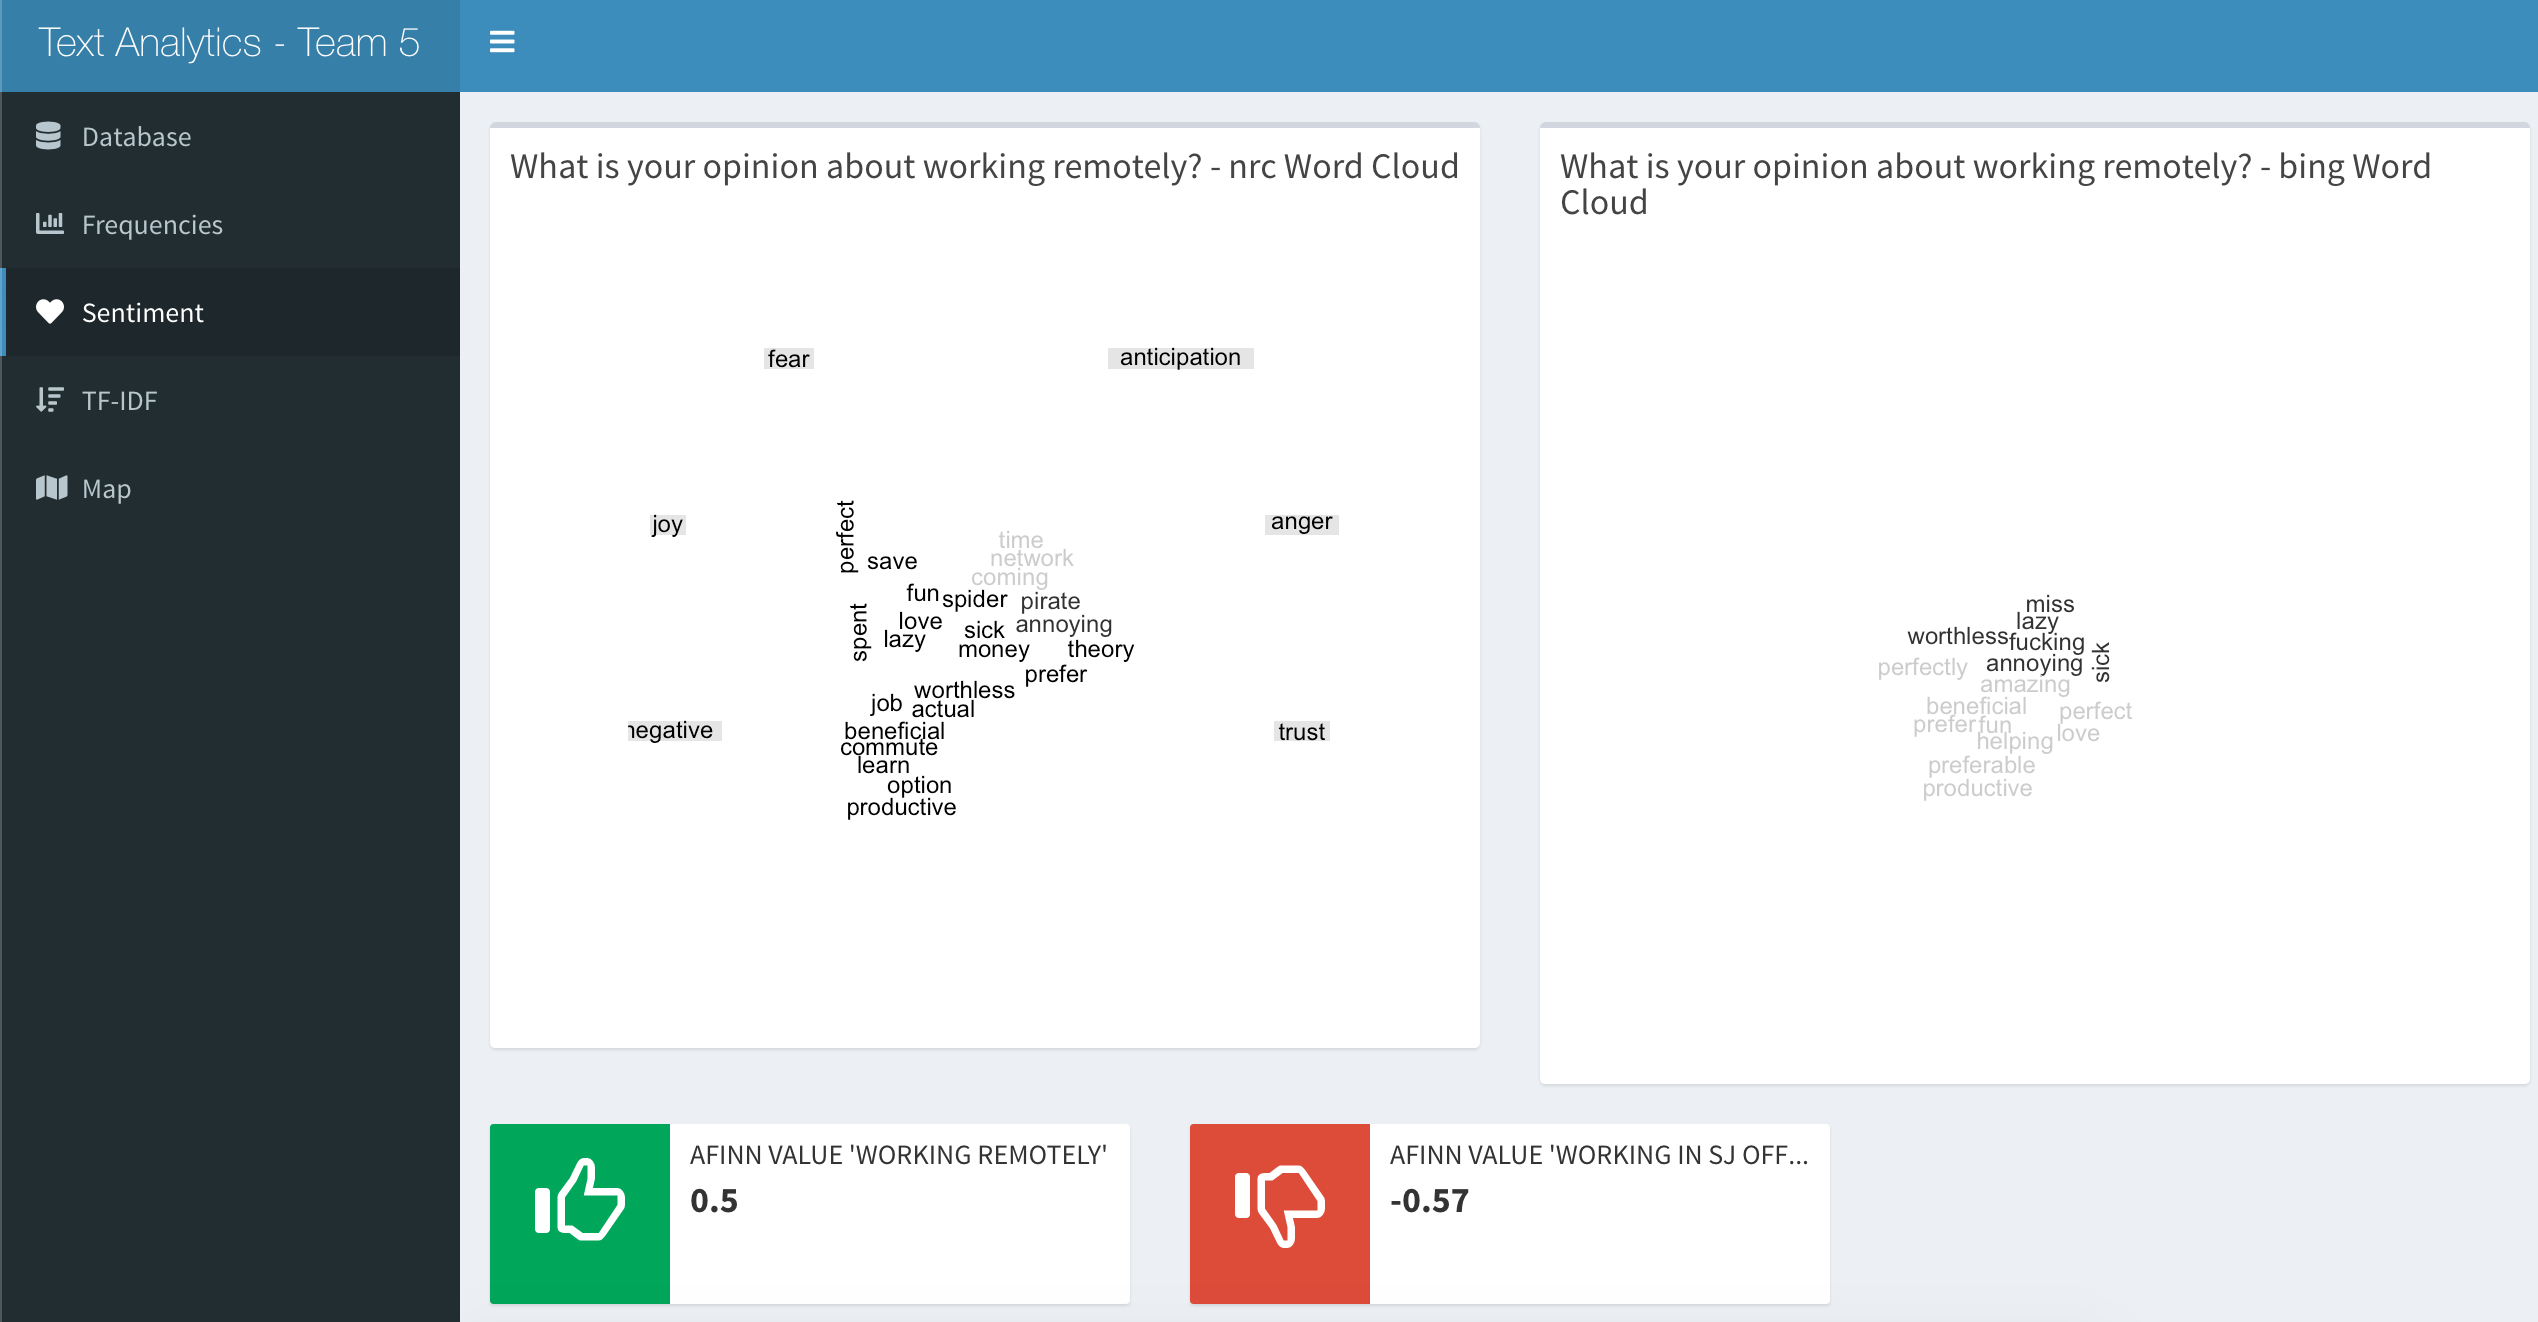 Text Analytics - Team 5
Database
Frequencies
Sentiment
TF-IDF
Map
What is your opinion about working remotely? - nrc Word Cloud
fear
anticipation
joy
anger
perfect
time
network
save
coming
fun
spider
pirate
spent
love
sick
annoying
lazy
money
theory
prefer
worthless
job
actual
negative
trust
beneficial
commute
learn
option
productive
What is your opinion about working remotely? - bing Word
Cloud
miss
lazy
worthless
fucking
sick
perfectly
annoying
amazing
beneficial
perfect
prefer
fun
love
helping
preferable
productive
AFINN VALUE 'WORKING REMOTELY'
0.5
AFINN VALUE 'WORKING IN SJ OFF...
-0.57